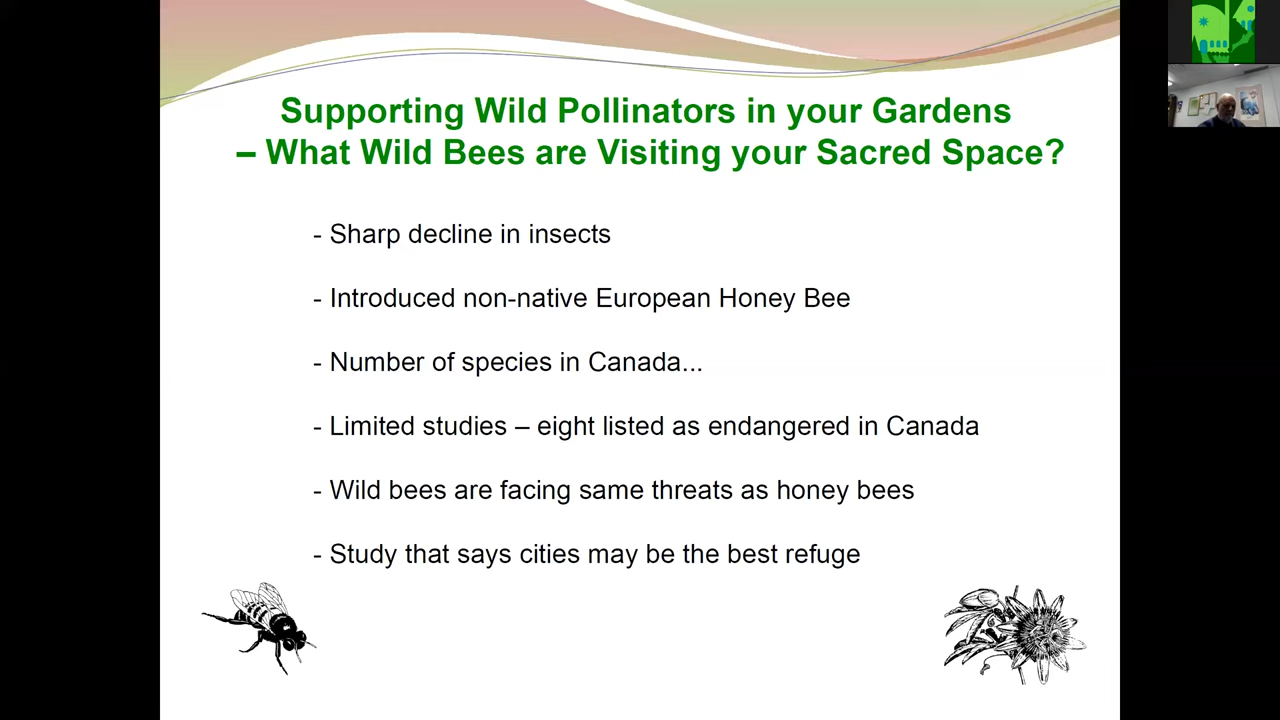 Supporting Wild Pollinators in your Gardens
– What Wild Bees are Visiting your Sacred Space?
- Sharp decline in insects
- Introduced non-native European Honey Bee
- Number of species in Canada...
- Limited studies – eight listed as endangered in Canada
- Wild bees are facing same threats as honey bees
- Study that says cities may be the best refuge